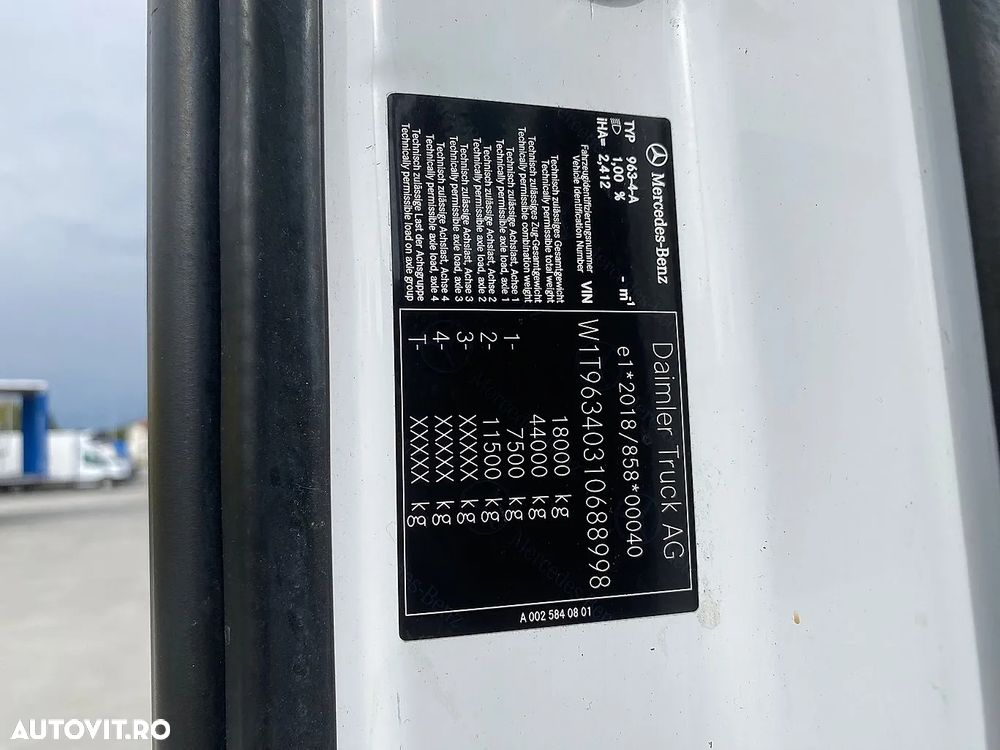 Mercedes-Benz
Daimler Truck AG
TYP 963-4-A
1,00 % - m-1
e1*2018/858*00040
iHA= 2,412
Fahrzeugidentifizierungsnummer
Vehicle Identification Number VIN W1T96340310688998
Technisch zulässiges Gesamtgewicht
Technically permissible total weight 18000 kg
Technisch zulässiges Zug-Gesamtgewicht
Technically permissible combination weight 44000 kg
Technisch zulässige Achslast, Achse 1
Technically permissible axle load, axle 1 1- 7500 kg
Technisch zulässige Achslast, Achse 2
Technically permissible axle load, axle 2 2- 11500 kg
Technisch zulässige Achslast, Achse 3
Technically permissible axle load, axle 3 3- XXXXX kg
Technisch zulässige Achslast, Achse 4
Technically permissible axle load, axle 4 4- XXXXX kg
Technisch zulässige Last der Achsgruppe
Technically permissible load on axle group T- XXXXX kg
A 002 584 08 01
AUTOVIT.RO